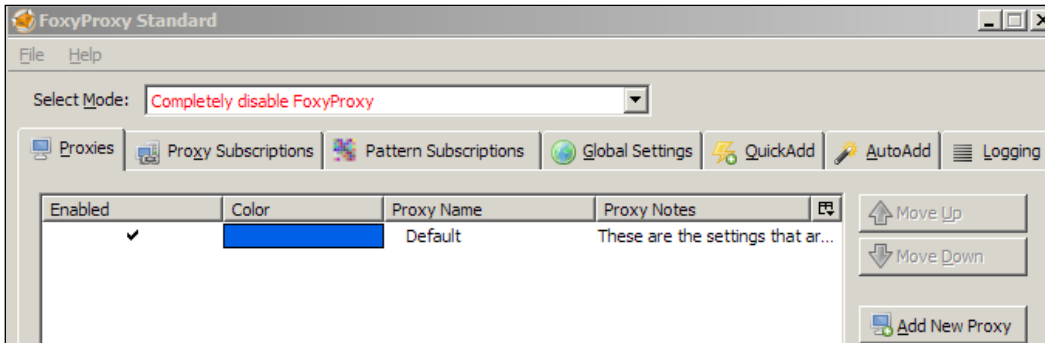 FoxyProxy Standard
File Help
Select Mode: Completely disable FoxyProxy
Proxies Proxy Subscriptions Pattern Subscriptions Global Settings QuickAdd AutoAdd Logging
Enabled Color Proxy Name Proxy Notes Move Up
Default These are the settings that ar...
Move Down
Add New Proxy